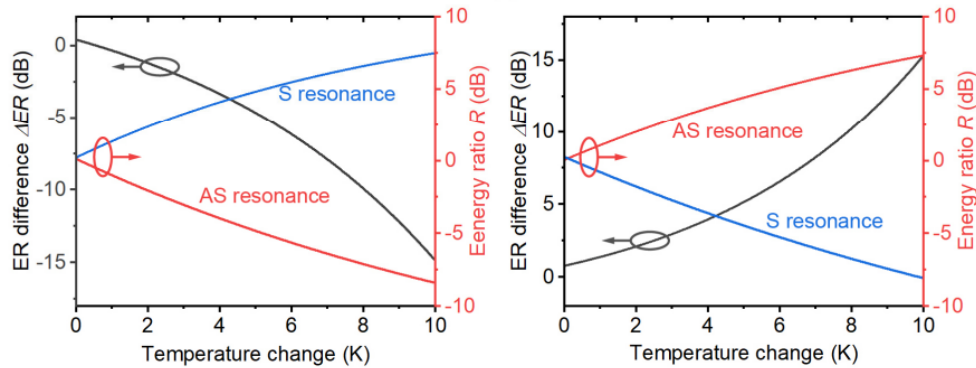 ER difference ΔER (dB)
0
-5
-10
-15
S resonance
AS resonance
10
5
0
-5
-10
Eenergy ratio R (dB)
0 2 4 6 8 10
Temperature change (K)
ER difference ΔER (dB)
15
10
5
0
AS resonance
S resonance
10
5
0
-5
-10
Eenergy ratio R (dB)
0 2 4 6 8 10
Temperature change (K)